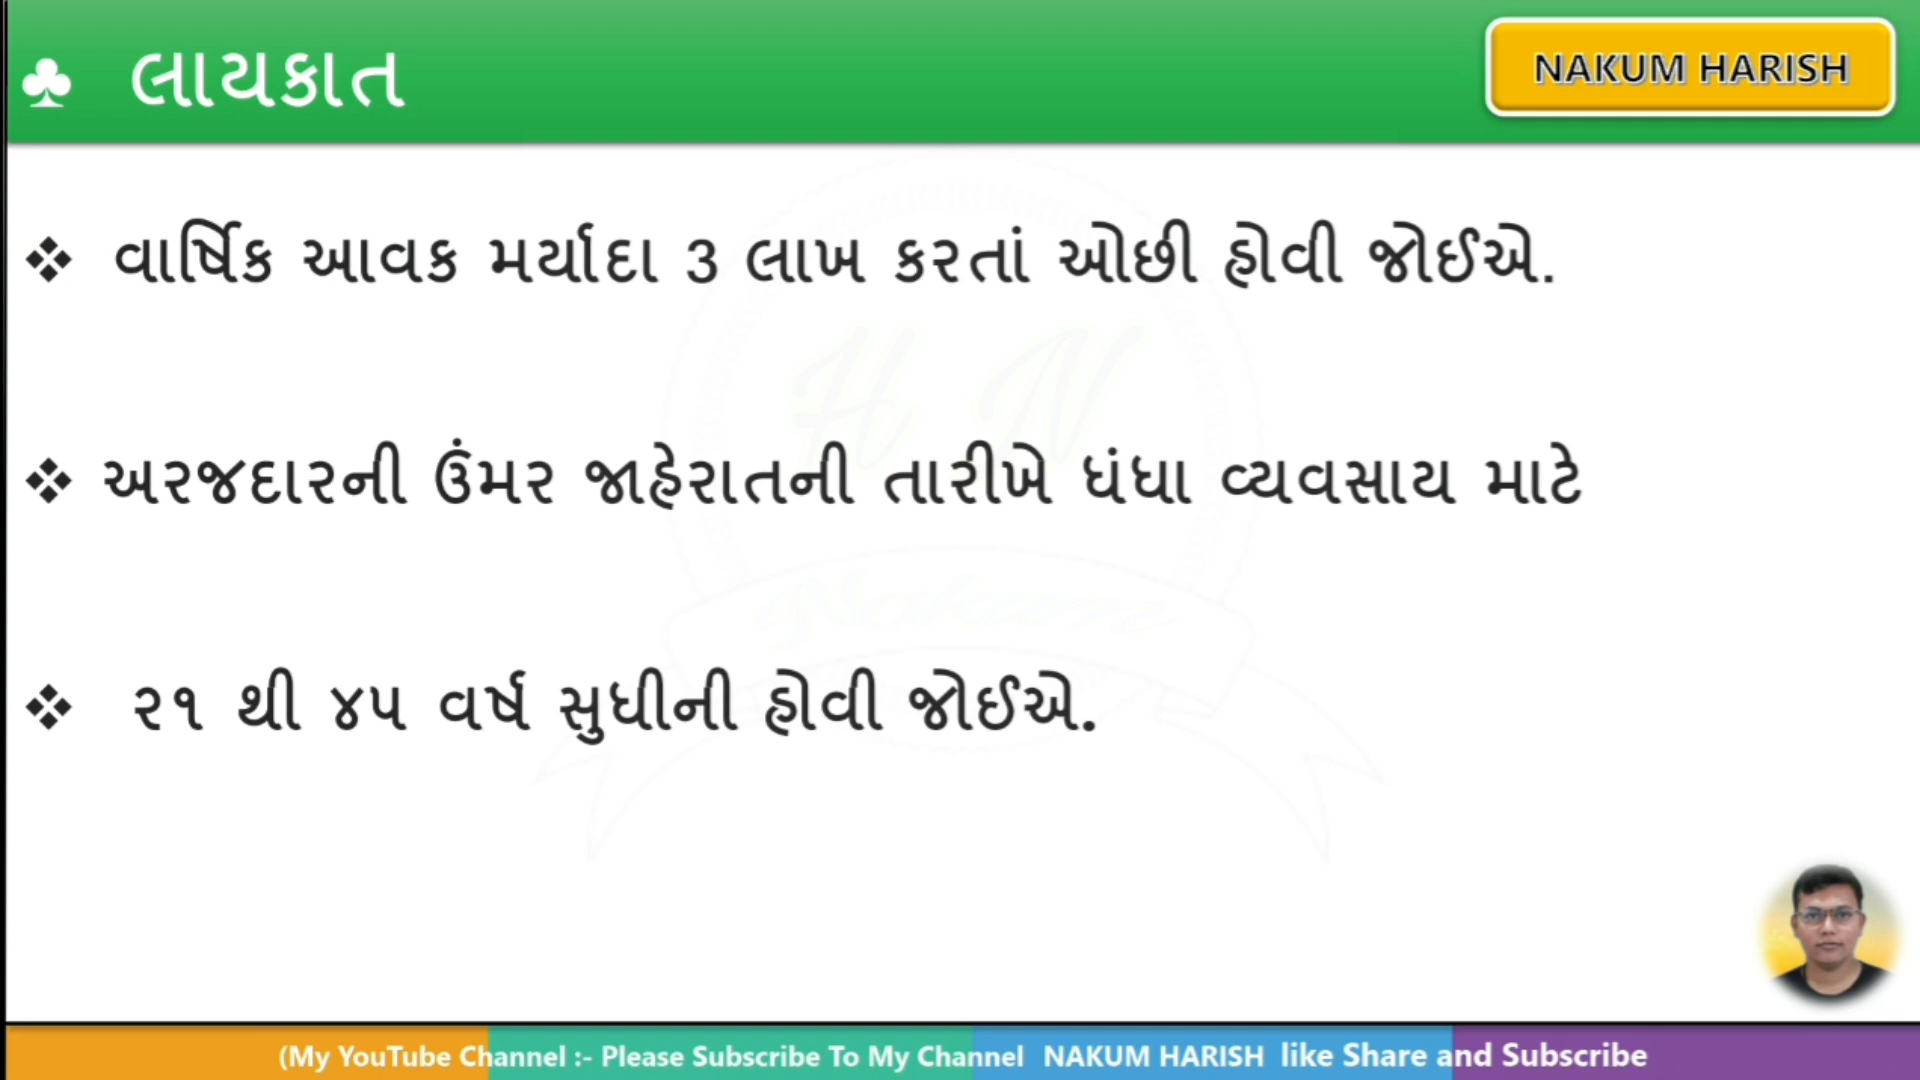 ♣ લાયકાત
NAKUM HARISH
❖ વાર્ષિક આવક મર્યાદા 3 લાખ કરતાં ઓછી હોવી જોઈએ.
❖ અરજદારની ઉંમર જાહેરાતની તારીખે ધંધા વ્યવસાય માટે
❖ ૨૧ થી ૪૫ વર્ષ સુધીની હોવી જોઈએ.
H N
Nakum
(My YouTube Channel :- Please Subscribe To My Channel NAKUM HARISH like Share and Subscribe